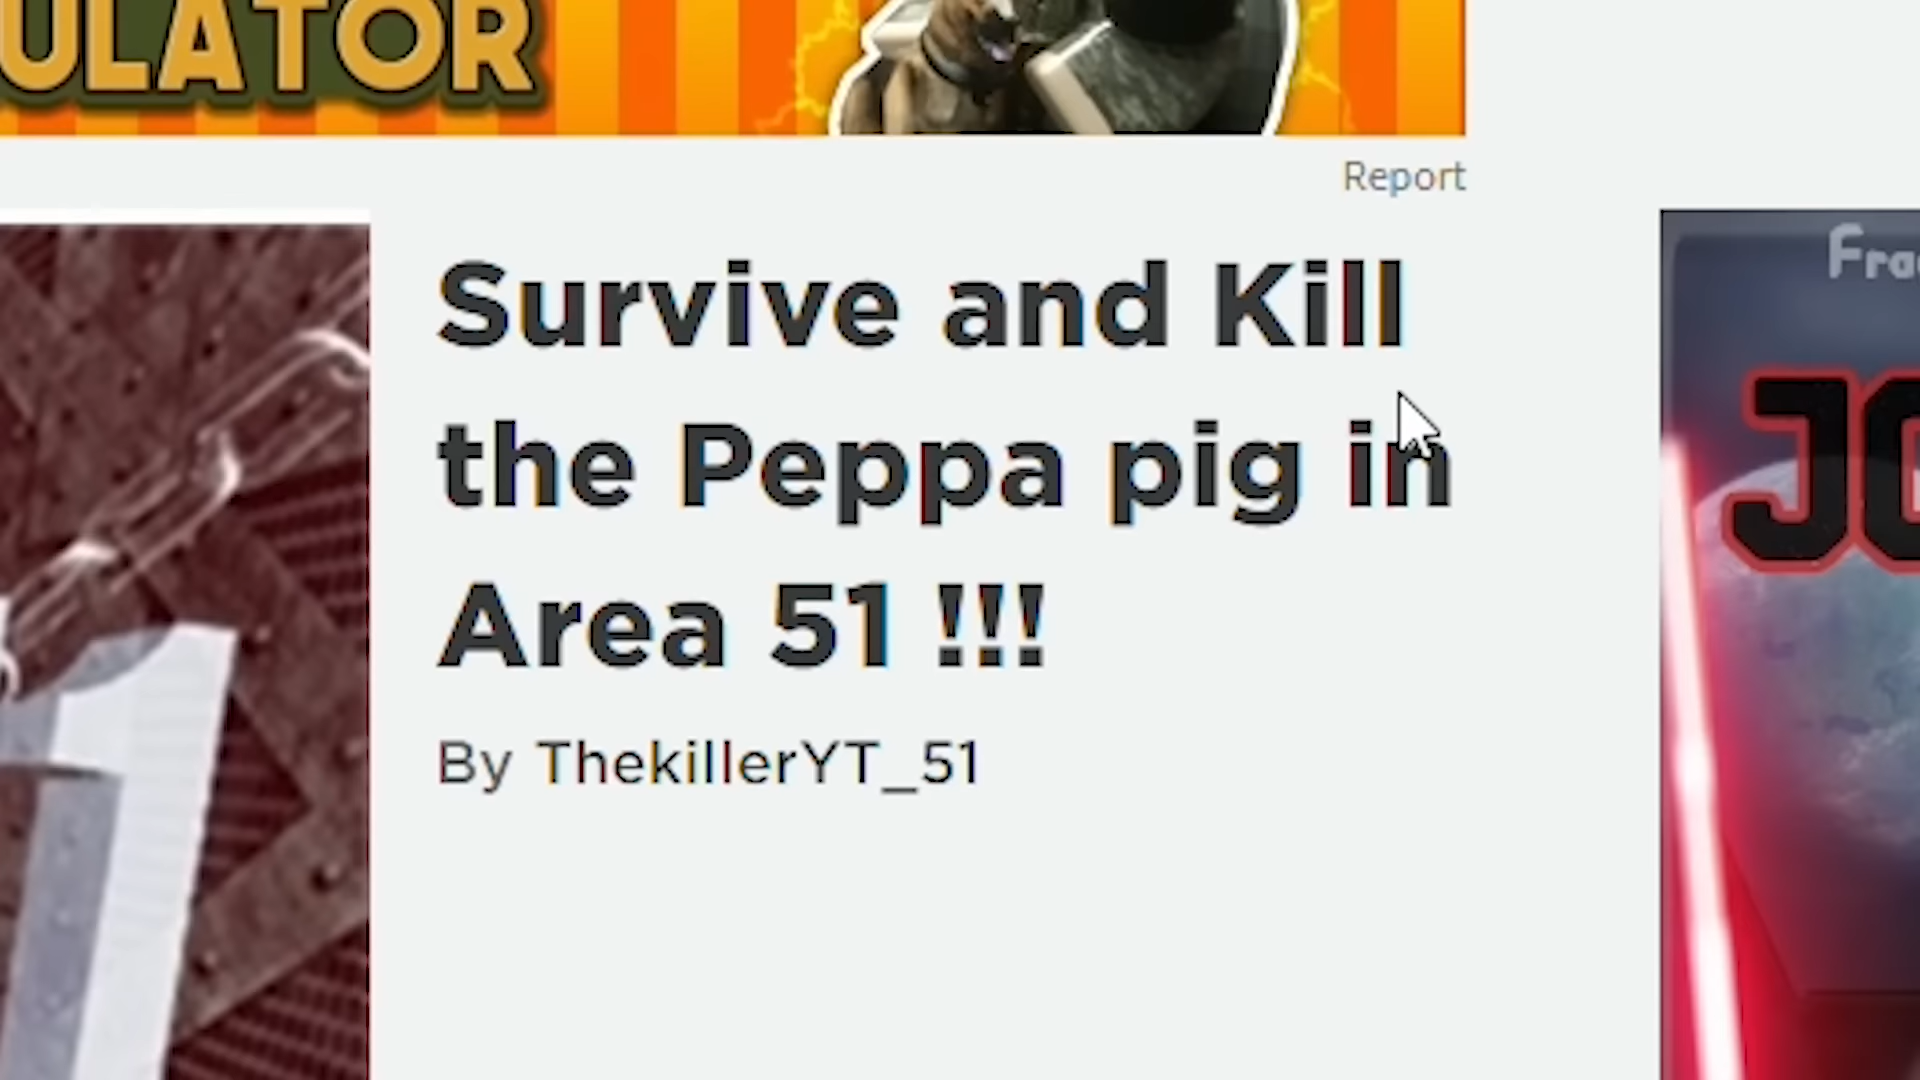 ULATOR
Report
Survive and Kill
the Peppa pig in
Area 51 !!!
By ThekillerYT_51